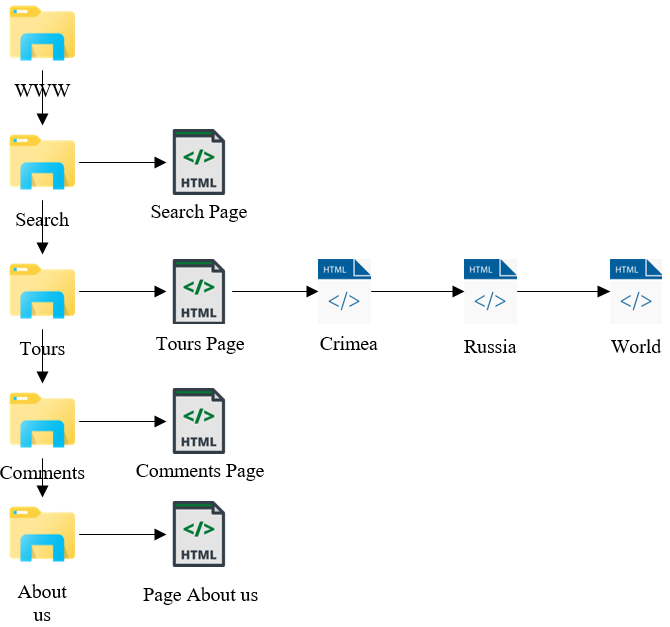 WWW
</>
HTML
Search
Search Page
</>
HTML
HTML
</>
HTML
</>
HTML
</>
Tours
Tours Page
Crimea
Russia
World
</>
HTML
Comments
Comments Page
</>
HTML
About
us
Page About us